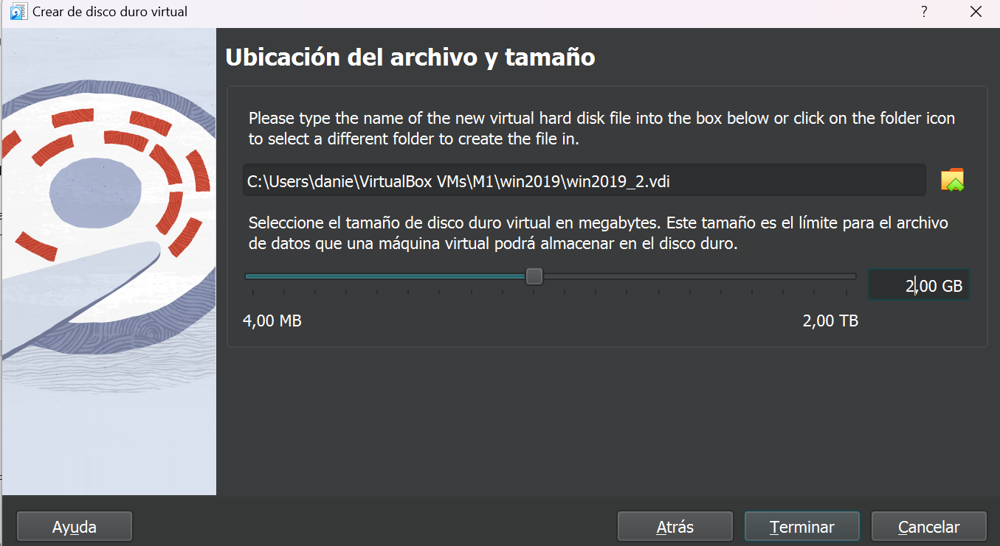 Crear de disco duro virtual
?
Ubicación del archivo y tamaño
Please type the name of the new virtual hard disk file into the box below or click on the folder icon
to select a different folder to create the file in.
C:\Users\danie\VirtualBox VMs\M1\win2019\win2019_2.vdi
Seleccione el tamaño de disco duro virtual en megabytes. Este tamaño es el límite para el archivo
de datos que una máquina virtual podrá almacenar en el disco duro.
2,00 GB
4,00 MB 2,00 TB
Ayuda Atrás Terminar Cancelar